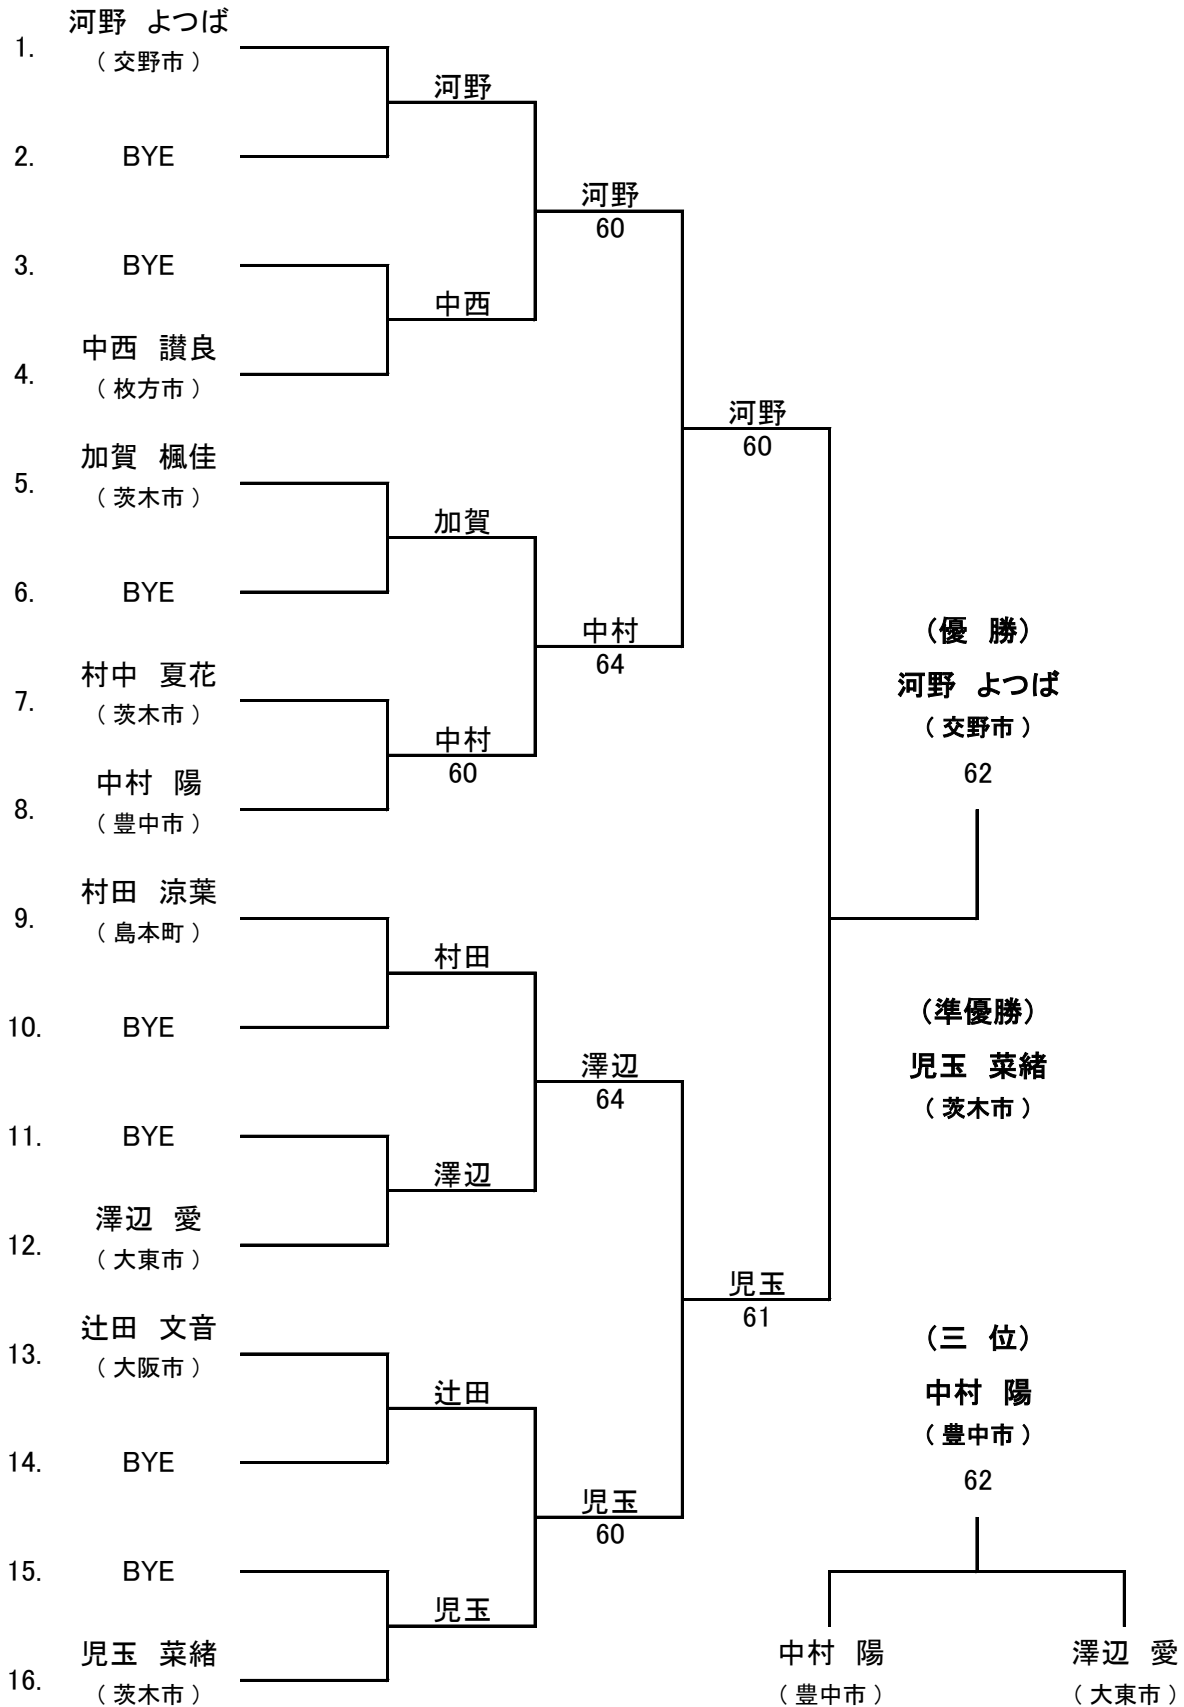 1.
河野 よつば
（ 交野市 ）
2.
BYE
河野
3.
BYE
4.
中西 讃良
（ 枚方市 ）
中西
河野
60
5.
加賀 楓佳
（ 茨木市 ）
6.
BYE
加賀
7.
村中 夏花
（ 茨木市 ）
8.
中村 陽
（ 豊中市 ）
中村
60
中村
64
河野
60
9.
村田 涼葉
（ 島本町 ）
10.
BYE
村田
11.
BYE
12.
澤辺 愛
（ 大東市 ）
澤辺
澤辺
64
13.
辻田 文音
（ 大阪市 ）
14.
BYE
辻田
15.
BYE
16.
児玉 菜緒
（ 茨木市 ）
児玉
児玉
60
児玉
61
（優 勝）
河野 よつば
（ 交野市 ）
62
（準優勝）
児玉 菜緒
（ 茨木市 ）
（三 位）
中村 陽
（ 豊中市 ）
62
中村 陽
（ 豊中市 ）
澤辺 愛
（ 大東市 ）